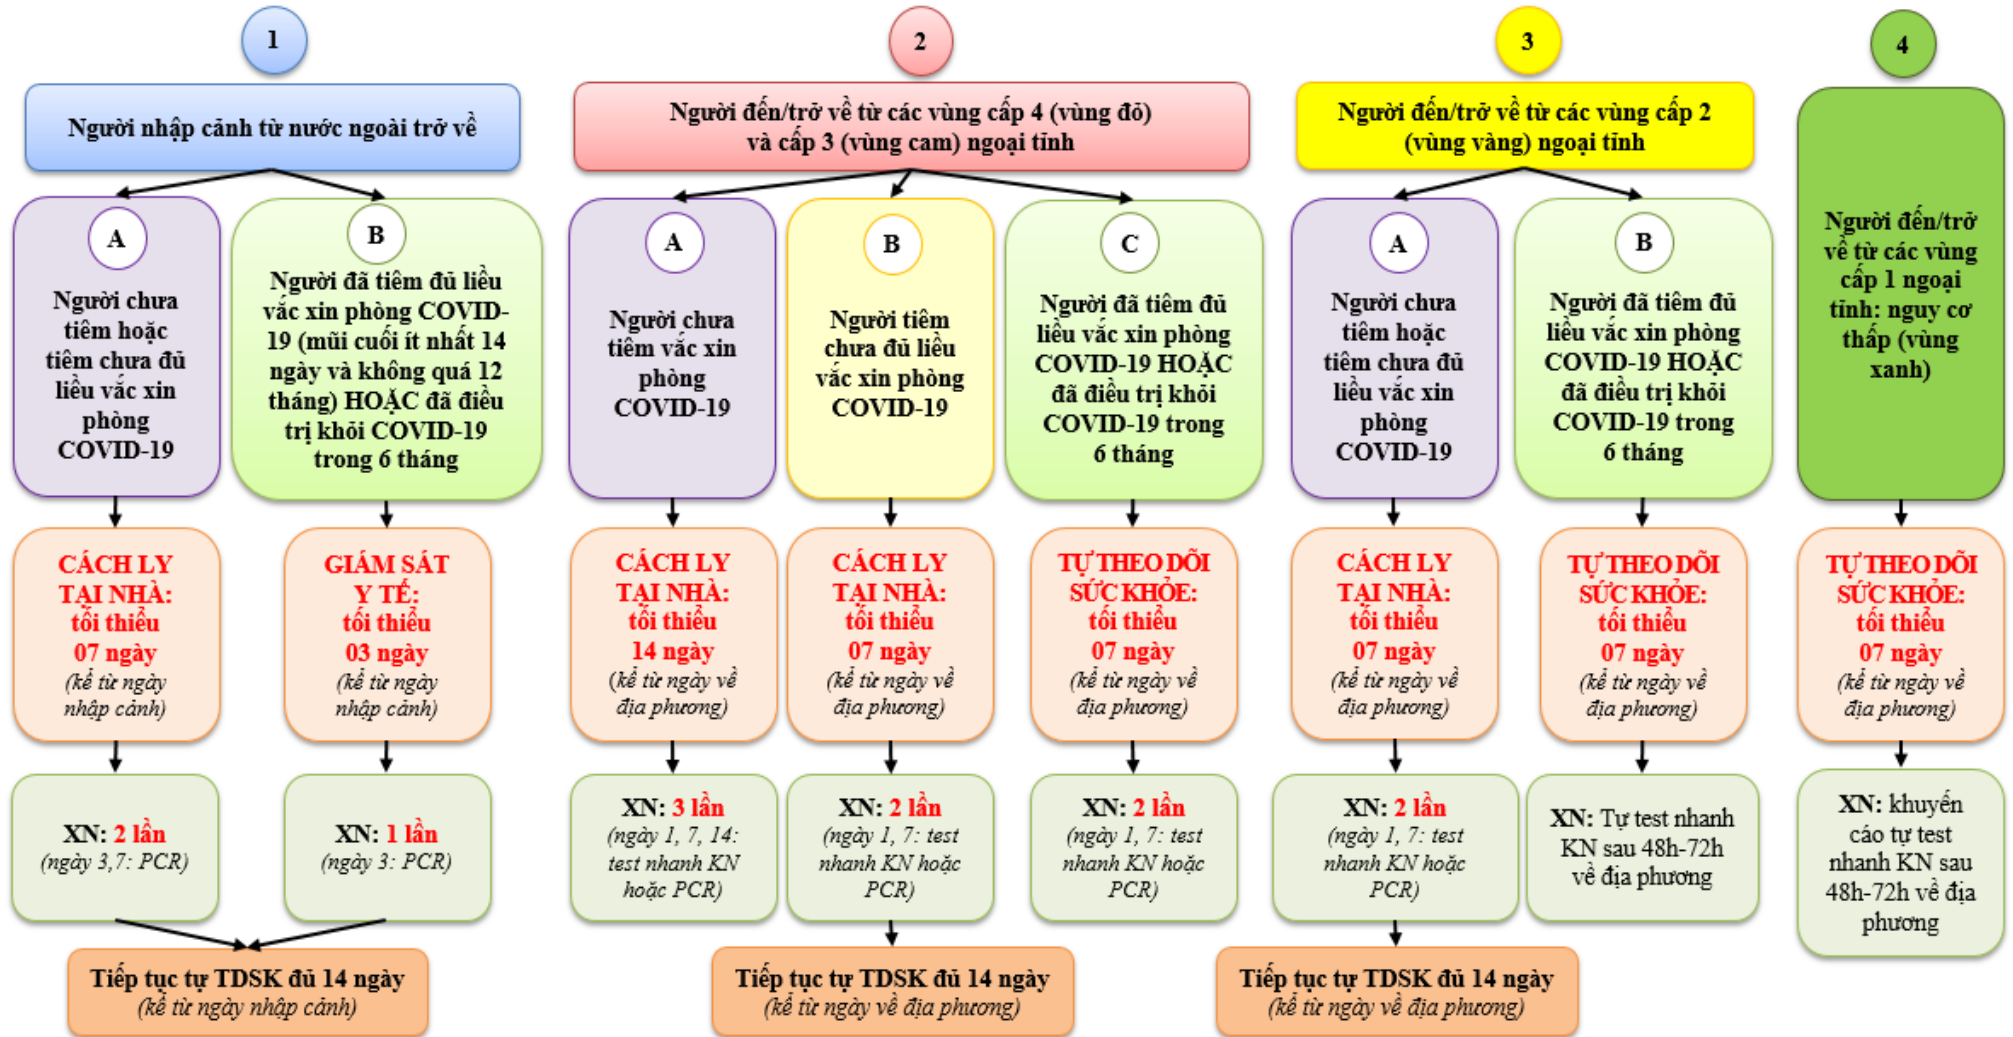 1
Người nhập cảnh từ nước ngoài trở về
A
Người chưa
tiêm hoặc
tiêm chưa đủ
liều vắc xin
phòng
COVID-19
CÁCH LY
TẠI NHÀ:
tối thiểu
07 ngày
(kể từ ngày
nhập cảnh)
XN: 2 lần
(ngày 3,7: PCR)
B
Người đã tiêm đủ liều
vắc xin phòng COVID-
19 (mũi cuối ít nhất 14
ngày và không quá 12
tháng) HOẶC đã điều
trị khỏi COVID-19
trong 6 tháng
GIÁM SÁT
Y TẾ:
tối thiểu
03 ngày
(kể từ ngày
nhập cảnh)
XN: 1 lần
(ngày 3: PCR)
Tiếp tục tự TDSK đủ 14 ngày
(kể từ ngày nhập cảnh)
2
Người đến/trở về từ các vùng cấp 4 (vùng đỏ)
và cấp 3 (vùng cam) ngoại tỉnh
A
Người chưa
tiêm vắc xin
phòng
COVID-19
CÁCH LY
TẠI NHÀ:
tối thiểu
14 ngày
(kể từ ngày về
địa phương)
XN: 3 lần
(ngày 1, 7, 14:
test nhanh KN
hoặc PCR)
B
Người tiêm
chưa đủ liều
vắc xin phòng
COVID-19
CÁCH LY
TẠI NHÀ:
tối thiểu
07 ngày
(kể từ ngày về
địa phương)
XN: 2 lần
(ngày 1, 7: test
nhanh KN hoặc
PCR)
Tiếp tục tự TDSK đủ 14 ngày
(kể từ ngày về địa phương)
C
Người đã tiêm đủ
liều vắc xin phòng
COVID-19 HOẶC
đã điều trị khỏi
COVID-19 trong
6 tháng
TỰ THEO DÕI
SỨC KHỎE:
tối thiểu
07 ngày
(kể từ ngày về
địa phương)
XN: 2 lần
(ngày 1, 7: test
nhanh KN hoặc
PCR)
3
Người đến/trở về từ các vùng cấp 2
(vùng vàng) ngoại tỉnh
A
Người chưa
tiêm hoặc
tiêm chưa đủ
liều vắc xin
phòng
COVID-19
CÁCH LY
TẠI NHÀ:
tối thiểu
07 ngày
(kể từ ngày về
địa phương)
XN: 2 lần
(ngày 1, 7: test
nhanh KN hoặc
PCR)
Tiếp tục tự TDSK đủ 14 ngày
(kể từ ngày về địa phương)
B
Người đã tiêm đủ
liều vắc xin phòng
COVID-19 HOẶC
đã điều trị khỏi
COVID-19 trong
6 tháng
TỰ THEO DÕI
SỨC KHỎE:
tối thiểu
07 ngày
(kể từ ngày về
địa phương)
XN: Tự test nhanh
KN sau 48h-72h
về địa phương
4
Người đến/trở
về từ các vùng
cấp 1 ngoại
tỉnh: nguy cơ
thấp (vùng
xanh)
TỰ THEO DÕI
SỨC KHỎE:
tối thiểu
07 ngày
(kể từ ngày về
địa phương)
XN: khuyến
cáo tự test
nhanh KN sau
48h-72h về địa
phương